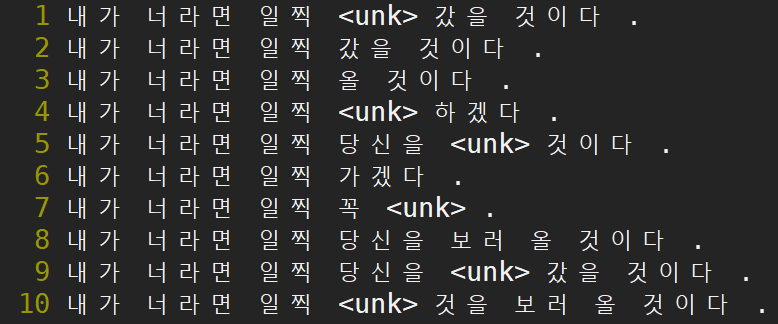 1 내가 너라면 일찍 <unk> 갔을 것이다 .
2 내가 너라면 일찍 갔을 것이다 .
3 내가 너라면 일찍 올 것이다 .
4 내가 너라면 일찍 <unk> 하겠다 .
5 내가 너라면 일찍 당신을 <unk> 것이다 .
6 내가 너라면 일찍 가겠다 .
7 내가 너라면 일찍 꼭 <unk> .
8 내가 너라면 일찍 당신을 보러 올 것이다 .
9 내가 너라면 일찍 당신을 <unk> 갔을 것이다 .
10 내가 너라면 일찍 <unk> 것을 보러 올 것이다 .